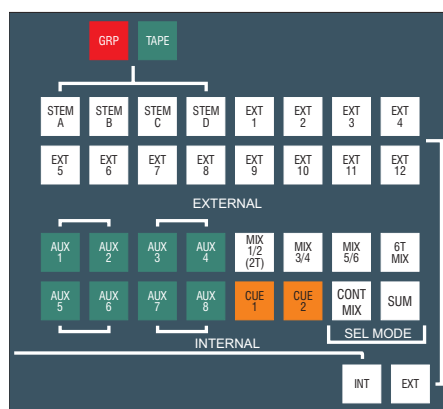 GRP TAPE
STEM A STEM B STEM C STEM D EXT 1 EXT 2 EXT 3 EXT 4
EXT 5 EXT 6 EXT 7 EXT 8 EXT 9 EXT 10 EXT 11 EXT 12
EXTERNAL
AUX 1 AUX 2 AUX 3 AUX 4 MIX 1/2 (2T) MIX 3/4 MIX 5/6 6T MIX
AUX 5 AUX 6 AUX 7 AUX 8 CUE 1 CUE 2 CONT MIX SUM
SEL MODE
INTERNAL
INT EXT